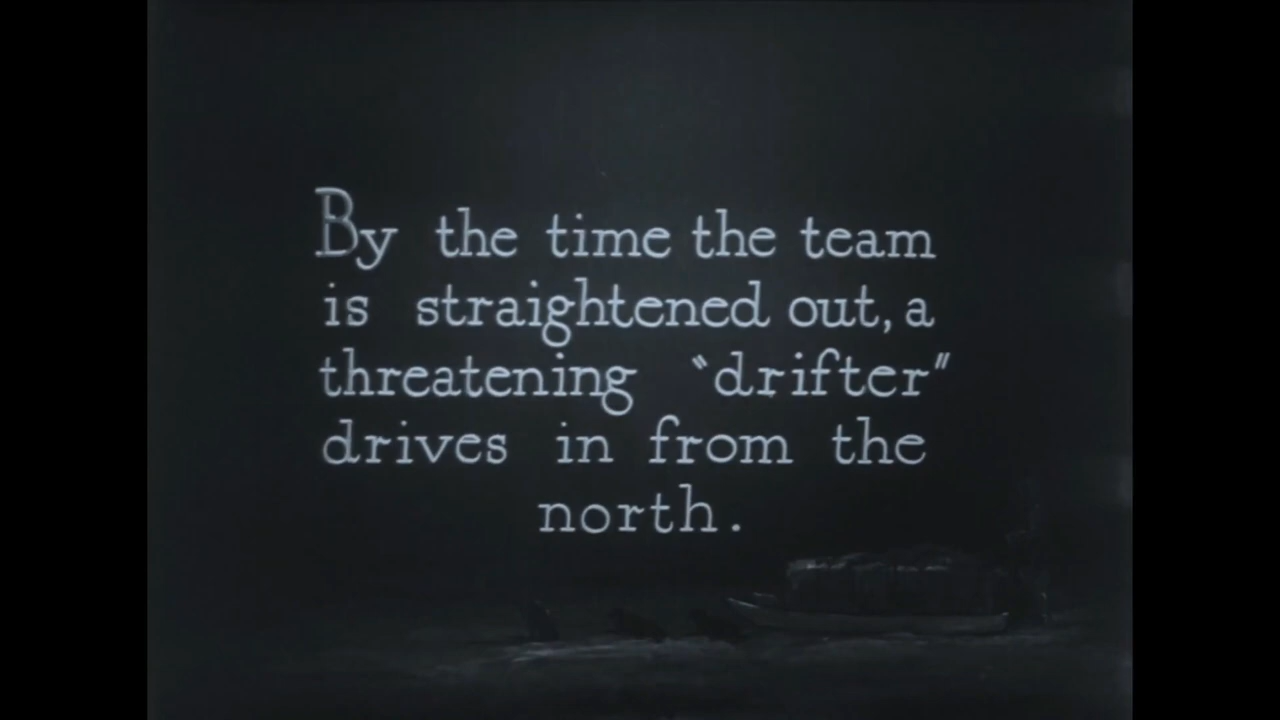 By the time the team
is straightened out, a
threatening "drifter"
drives in from the
north.